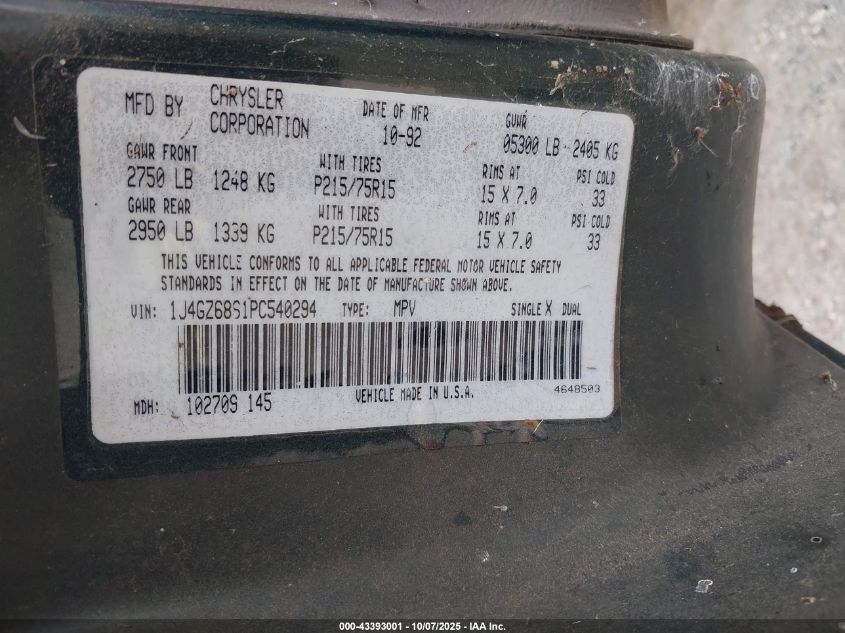 MFD BY CHRYSLER CORPORATION DATE OF MFR 10-92 GVWR 05300 LB - 2405 KG
GAWR FRONT WITH TIRES RIMS AT PSI COLD
2750 LB 1248 KG P215/75R15 15 X 7.0 33
GAWR REAR WITH TIRES RIMS AT PSI COLD
2950 LB 1339 KG P215/75R15 15 X 7.0 33
THIS VEHICLE CONFORMS TO ALL APPLICABLE FEDERAL MOTOR VEHICLE SAFETY
STANDARDS IN EFFECT ON THE DATE OF MANUFACTURE SHOWN ABOVE.
VIN: 1J4GZ68S1PC540294 TYPE: MPV SINGLE X DUAL
MDH: 102709 145 VEHICLE MADE IN U.S.A. 4648503
000-43393001 - 10/07/2025 - IAA Inc.